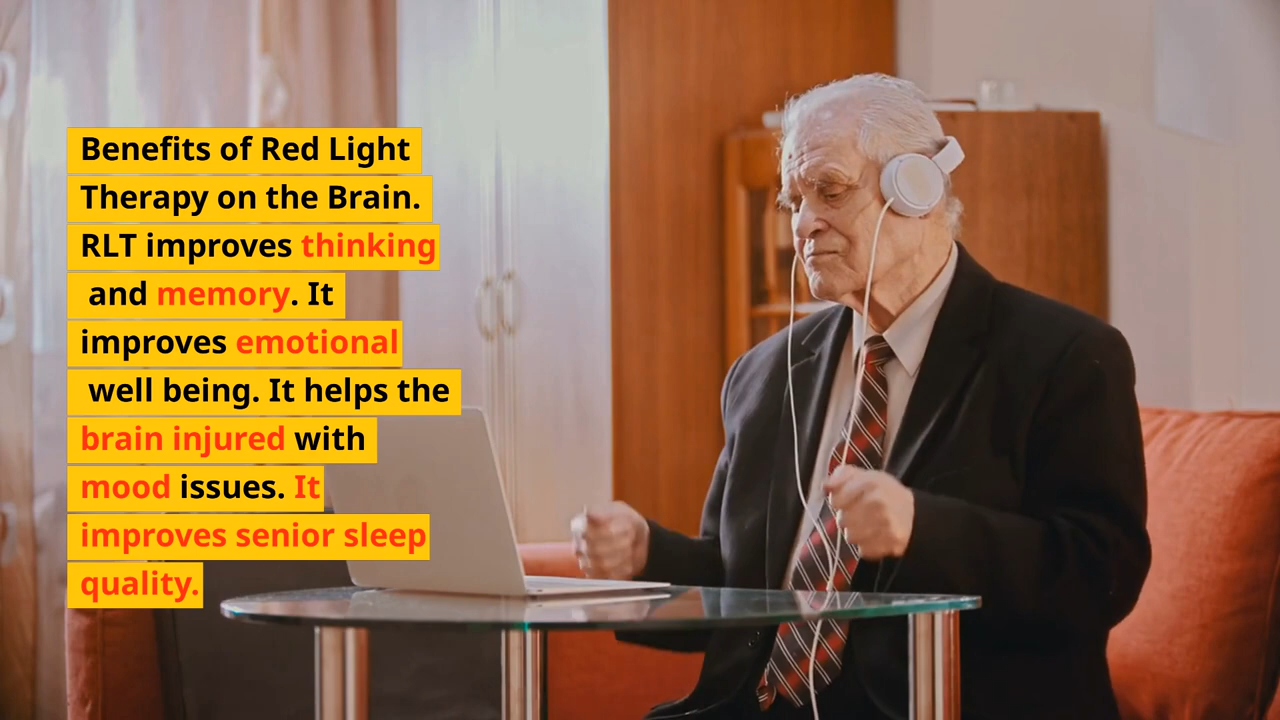 Benefits of Red Light
Therapy on the Brain.
RLT improves thinking
and memory. It
improves emotional
well being. It helps the
brain injured with
mood issues. It
improves senior sleep
quality.